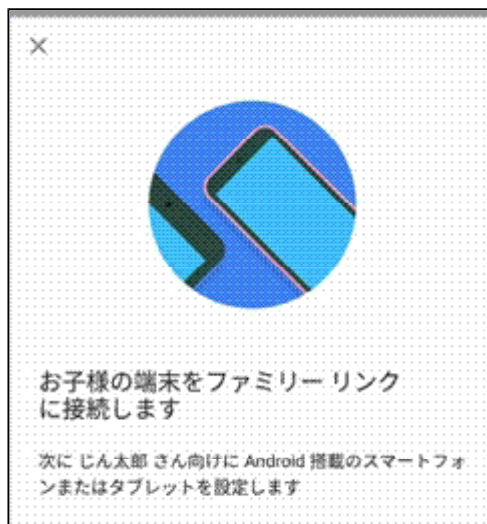 お子様の端末をファミリー リンク
に接続します
次に じん太郎 さん向けに Android 搭載のスマートフォ
ンまたはタブレットを設定します